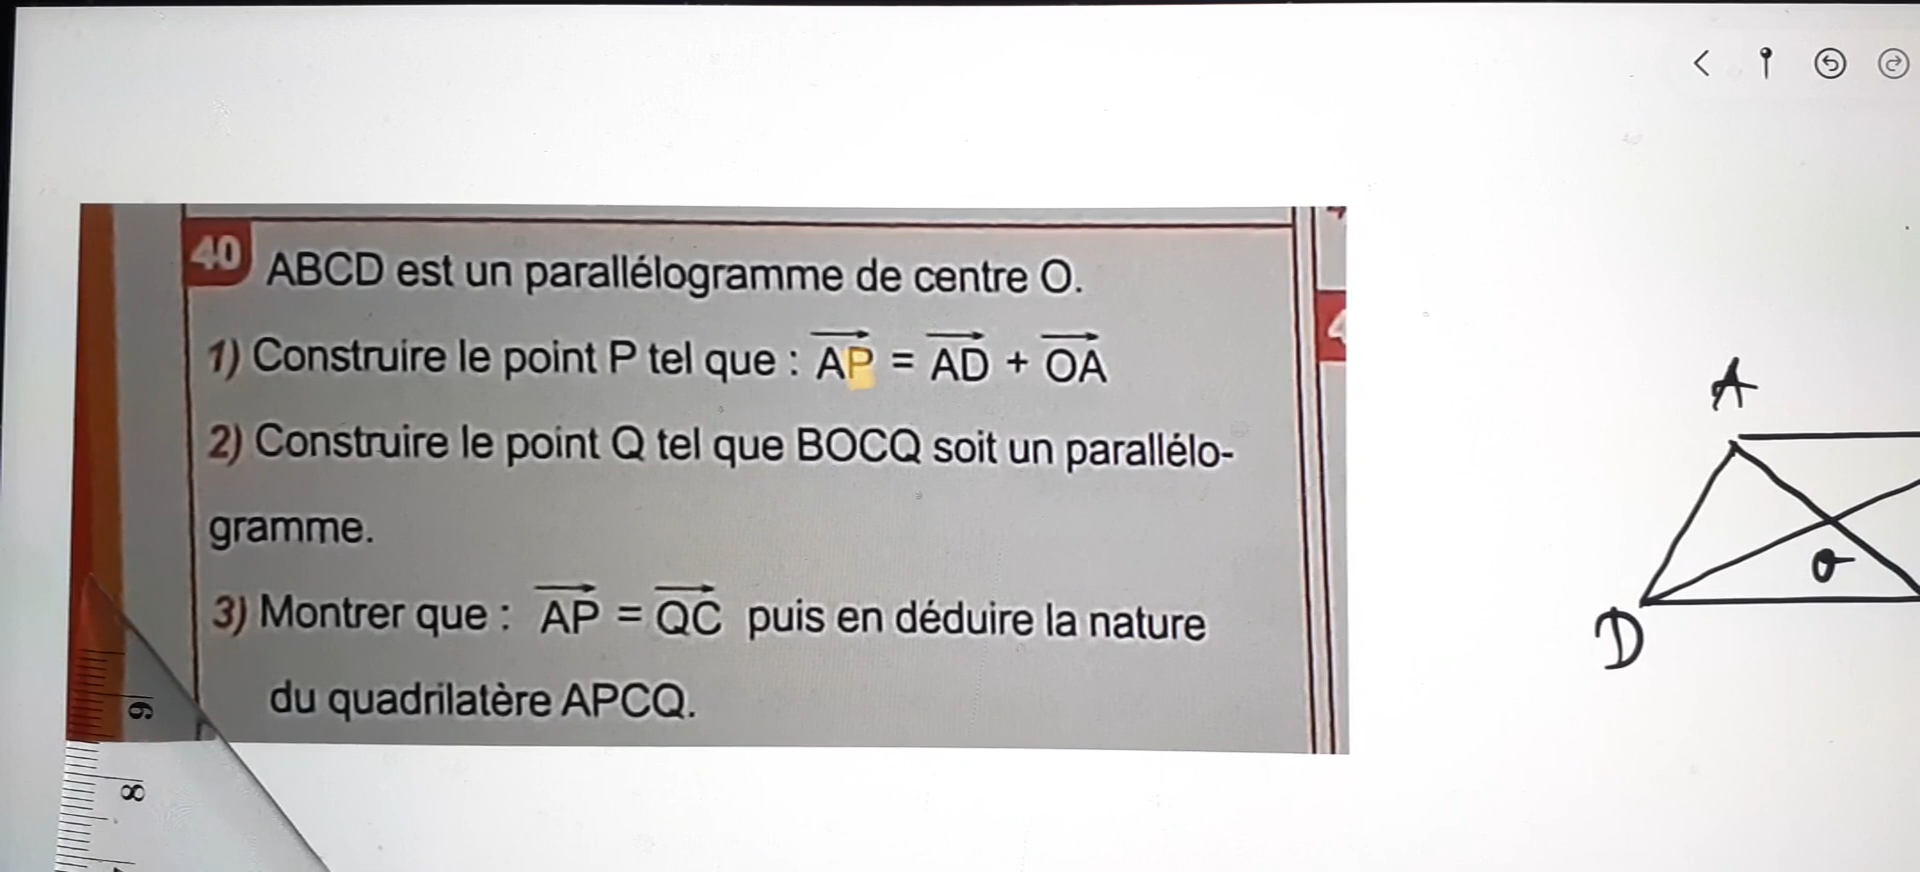 40 ABCD est un parallélogramme de centre O.
1) Construire le point P tel que : AP = AD + OA
2) Construire le point Q tel que BOCQ soit un parallélo-
gramme.
3) Montrer que : AP = QC puis en déduire la nature
du quadrilatère APCQ.
A
O
D
9
8